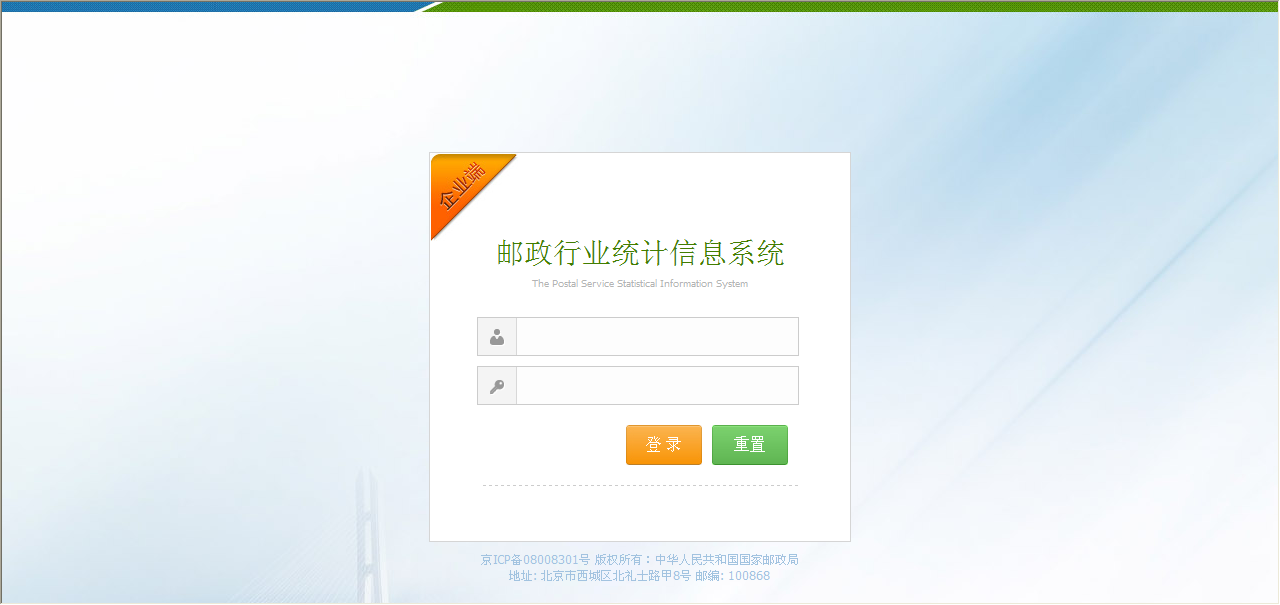 企业端
邮政行业统计信息系统
The Postal Service Statistical Information System
登 录
重置
京ICP备08008301号 版权所有：中华人民共和国国家邮政局
地址: 北京市西城区北礼士路甲8号 邮编: 100868